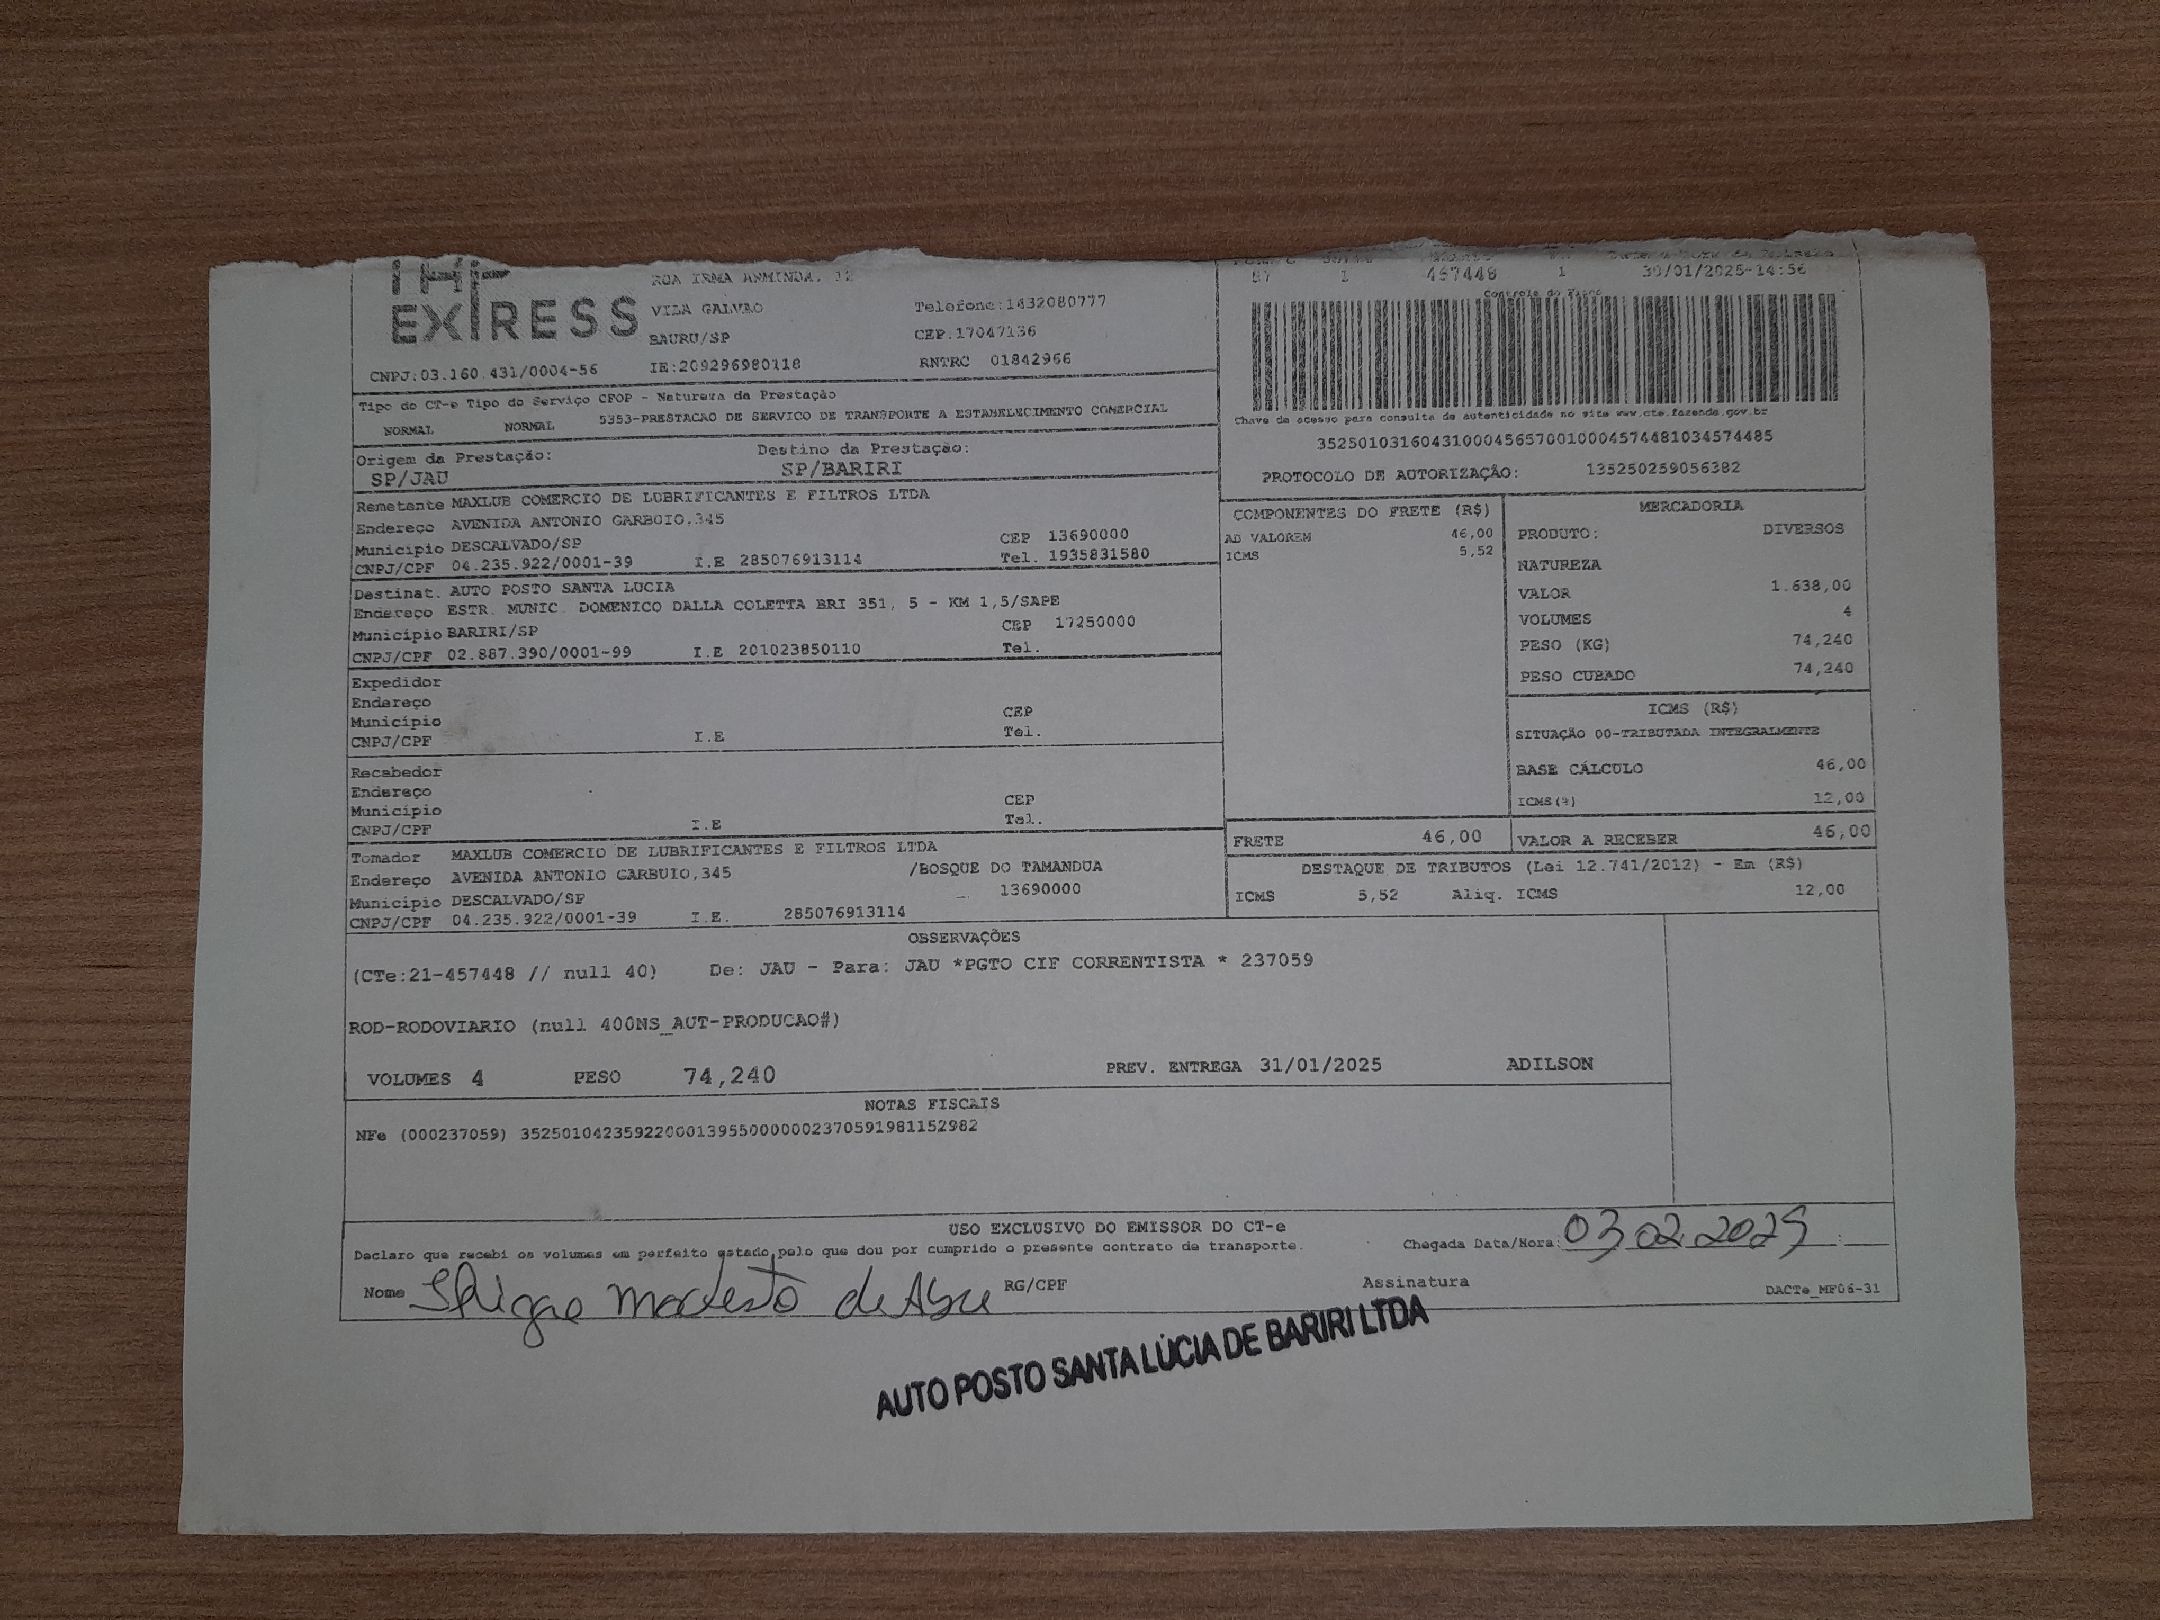 EXPRESS
RUA IRMA ARMINDA, 12
VILA GALVAO Telefone:1432080777
BAURU/SP CEP.17047136
CNPJ:03.160.431/0004-56 IE:209296980118 RNTRC 01842966
57 1 457448 1 30/01/2025-14:56
Controle do Fisco
Chave de acesso para consulta de autenticidade no site www.cte.fazenda.gov.br
35250103160431000456570010004574481034574485
PROTOCOLO DE AUTORIZAÇÃO: 135250259056382
Tipo do CT-e Tipo do Serviço CFOP - Natureza da Prestação
NORMAL NORMAL 5353-PRESTACAO DE SERVICO DE TRANSPORTE A ESTABELECIMENTO COMERCIAL
Origem da Prestação: Destino da Prestação:
SP/JAU SP/BARIRI
Remetente MAXLUB COMERCIO DE LUBRIFICANTES E FILTROS LTDA
Endereço AVENIDA ANTONIO GARBUIO,345
Município DESCALVADO/SP CEP 13690000
CNPJ/CPF 04.235.922/0001-39 I.E 285076913114 Tel. 1935831580
Destinat. AUTO POSTO SANTA LUCIA
Endereço ESTR. MUNIC. DOMENICO DALLA COLETTA BRI 351, 5 - KM 1,5/SAPE
Município BARIRI/SP CEP 17250000
CNPJ/CPF 02.887.390/0001-99 I.E 201023850110 Tel.
Expedidor
Endereço
Município CEP
CNPJ/CPF I.E Tel.
Recebedor
Endereço
Município CEP
CNPJ/CPF I.E Tel.
Tomador MAXLUB COMERCIO DE LUBRIFICANTES E FILTROS LTDA
Endereço AVENIDA ANTONIO GARBUIO,345 /BOSQUE DO TAMANDUA
Município DESCALVADO/SP 13690000
CNPJ/CPF 04.235.922/0001-39 I.E. 285076913114
COMPONENTES DO FRETE (R$)
AD VALOREM 46,00
ICMS 5,52
MERCADORIA
PRODUTO: DIVERSOS
NATUREZA
VALOR 1.638,00
VOLUMES 4
PESO (KG) 74,240
PESO CUBADO 74,240
ICMS (R$)
SITUAÇÃO 00-TRIBUTADA INTEGRALMENTE
BASE CÁLCULO 46,00
ICMS(%) 12,00
FRETE 46,00 VALOR A RECEBER 46,00
DESTAQUE DE TRIBUTOS (Lei 12.741/2012) - Em (R$)
ICMS 5,52 Aliq. ICMS 12,00
OBSERVAÇÕES
(CTe:21-457448 // null 40) De: JAU - Para: JAU *PGTO CIF CORRENTISTA * 237059
ROD-RODOVIARIO (null 400NS_AUT-PRODUCAO#)
VOLUMES 4 PESO 74,240 PREV. ENTREGA 31/01/2025 ADILSON
NOTAS FISCAIS
NFe (000237059) 35250104235922000139550000002370591981152982
USO EXCLUSIVO DO EMISSOR DO CT-e
Declaro que recebi os volumes em perfeito estado pelo que dou por cumprido o presente contrato de transporte. Chegada Data/Hora: 03 02 2025 :
Nome Modesto de RG/CPF Assinatura DACTe_MF06-31
AUTO POSTO SANTA LÚCIA DE BARIRI LTDA